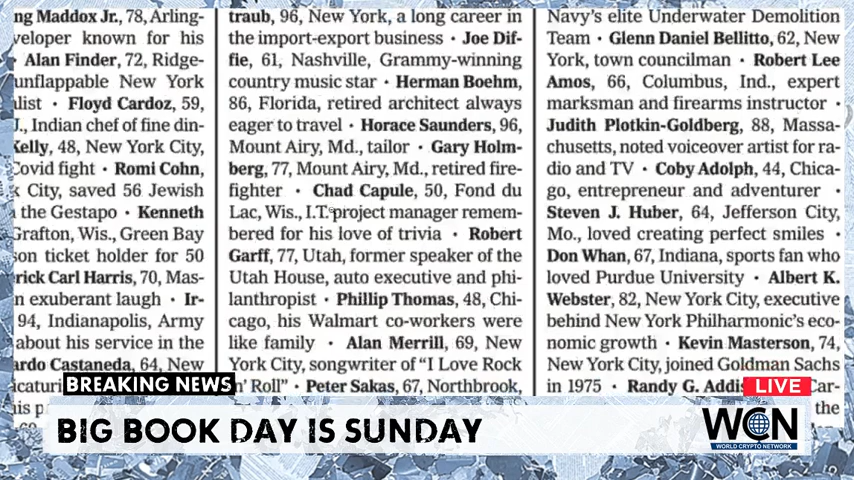 ng Maddox Jr., 78, Arling-
veloper known for his
Alan Finder, 72, Ridge-
unflappable New York
list · Floyd Cardoz, 59,
J., Indian chef of fine din-
Kelly, 48, New York City,
Covid fight · Romi Cohn,
k City, saved 56 Jewish
the Gestapo · Kenneth
Grafton, Wis., Green Bay
son ticket holder for 50
rick Carl Harris, 70, Mas-
n exuberant laugh · Ir-
94, Indianapolis, Army
about his service in the
ardo Castaneda, 64, New
traub, 96, New York, a long career in
the import-export business · Joe Dif-
fie, 61, Nashville, Grammy-winning
country music star · Herman Boehm,
86, Florida, retired architect always
eager to travel · Horace Saunders, 96,
Mount Airy, Md., tailor · Gary Holm-
berg, 77, Mount Airy, Md., retired fire-
fighter · Chad Capule, 50, Fond du
Lac, Wis., I.T. project manager remem-
bered for his love of trivia · Robert
Garff, 77, Utah, former speaker of the
Utah House, auto executive and phi-
lanthropist · Phillip Thomas, 48, Chi-
cago, his Walmart co-workers were
like family · Alan Merrill, 69, New
York City, songwriter of “I Love Rock
n’ Roll” · Peter Sakas, 67, Northbrook,
Navy’s elite Underwater Demolition
Team · Glenn Daniel Bellitto, 62, New
York, town councilman · Robert Lee
Amos, 66, Columbus, Ind., expert
marksman and firearms instructor ·
Judith Plotkin-Goldberg, 88, Massa-
chusetts, noted voiceover artist for ra-
dio and TV · Coby Adolph, 44, Chica-
go, entrepreneur and adventurer ·
Steven J. Huber, 64, Jefferson City,
Mo., loved creating perfect smiles ·
Don Whan, 67, Indiana, sports fan who
loved Purdue University · Albert K.
Webster, 82, New York City, executive
behind New York Philharmonic’s eco-
nomic growth · Kevin Masterson, 74,
New York City, joined Goldman Sachs
in 1975 · Randy G. Addis
the
BREAKING NEWS
LIVE
BIG BOOK DAY IS SUNDAY
WCN
WORLD CRYPTO NETWORK